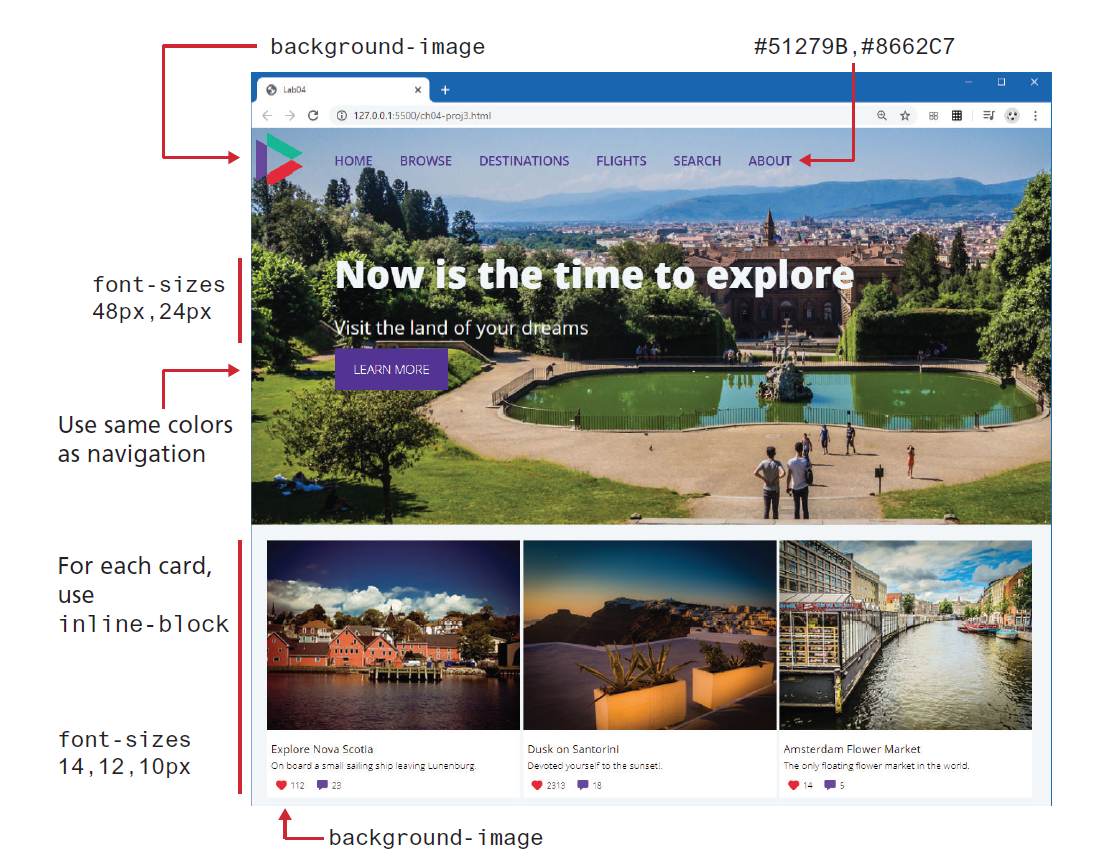 background-image
#51279B,#8662C7
Lab04
127.0.0.1:5500/ch04-proj3.html
HOME BROWSE DESTINATIONS FLIGHTS SEARCH ABOUT
font-sizes
48px,24px
Now is the time to explore
Visit the land of your dreams
LEARN MORE
Use same colors
as navigation
For each card,
use
inline-block
font-sizes
14,12,10px
Explore Nova Scotia
On board a small sailing ship leaving Lunenburg.
112 23
Dusk on Santorini
Devoted yourself to the sunset!.
2313 18
Amsterdam Flower Market
The only floating flower market in the world.
14 5
background-image